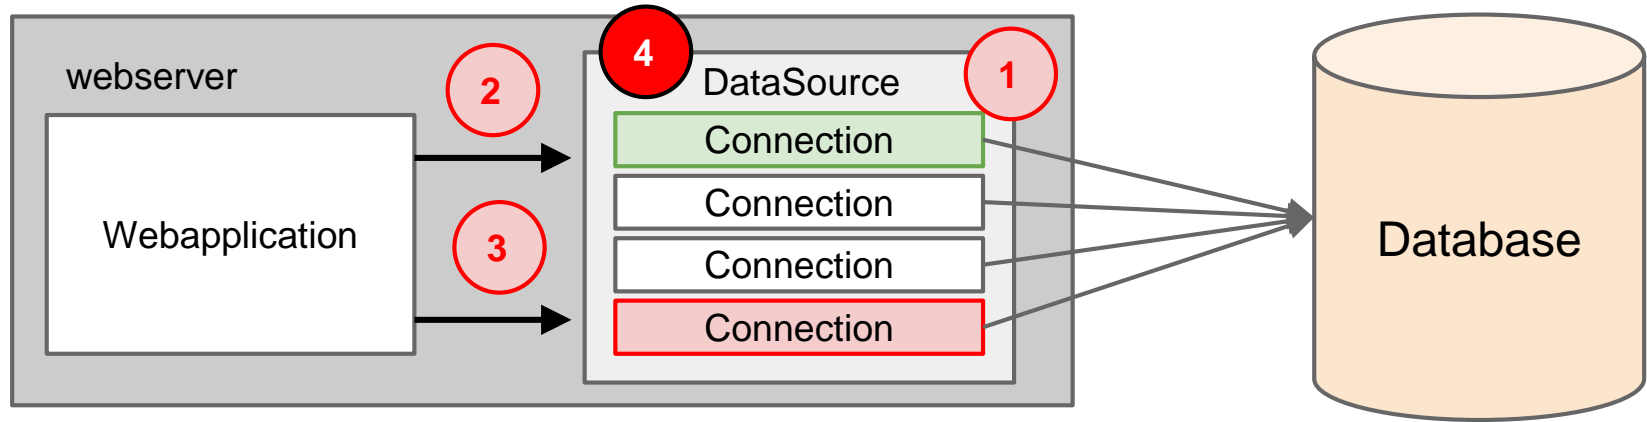 webserver
4
1
2
DataSource
Connection
Connection
3
Webapplication
Connection
Connection
Database